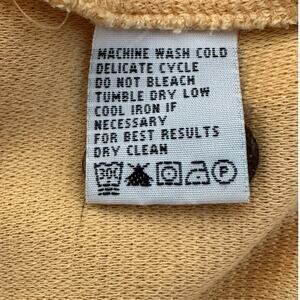 MACHINE WASH COLD
DELICATE CYCLE
DO NOT BLEACH
TUMBLE DRY LOW
COOL IRON IF
NECESSARY
FOR BEST RESULTS
DRY CLEAN
30C P